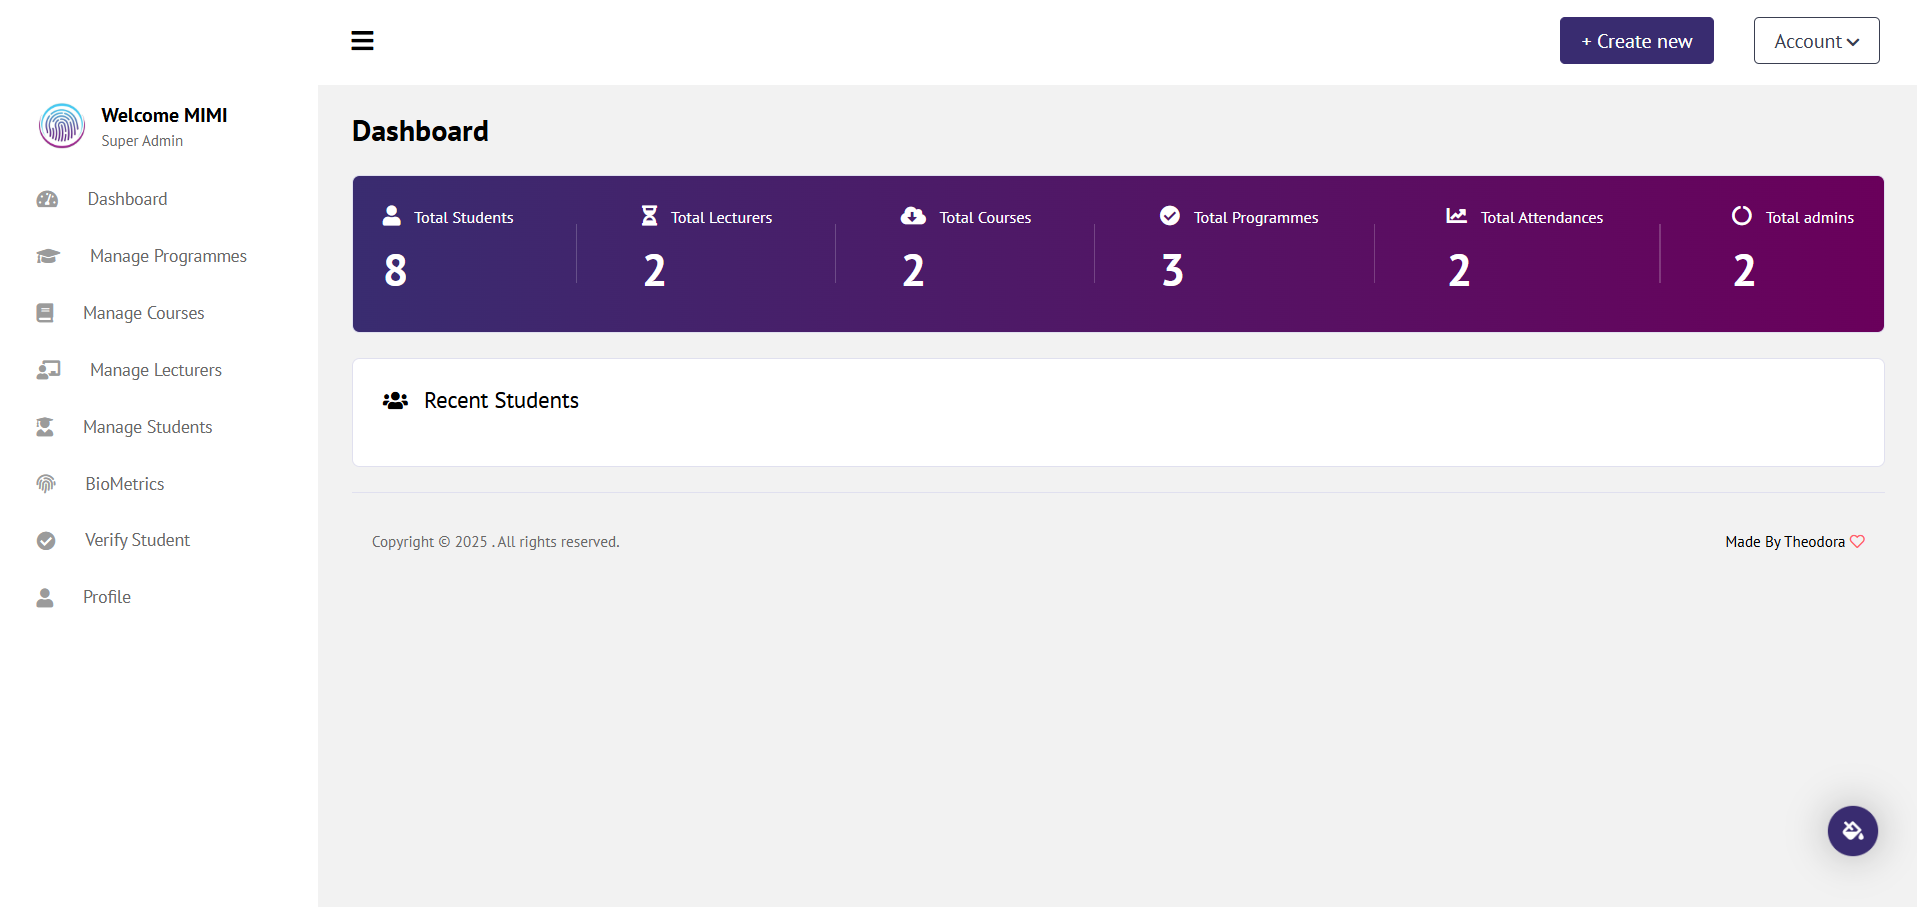 + Create new
Account
Welcome MIMI
Super Admin
Dashboard
Manage Programmes
Manage Courses
Manage Lecturers
Manage Students
BioMetrics
Verify Student
Profile
Dashboard
Total Students
8
Total Lecturers
2
Total Courses
2
Total Programmes
3
Total Attendances
2
Total admins
2
Recent Students
Copyright © 2025 . All rights reserved.
Made By Theodora